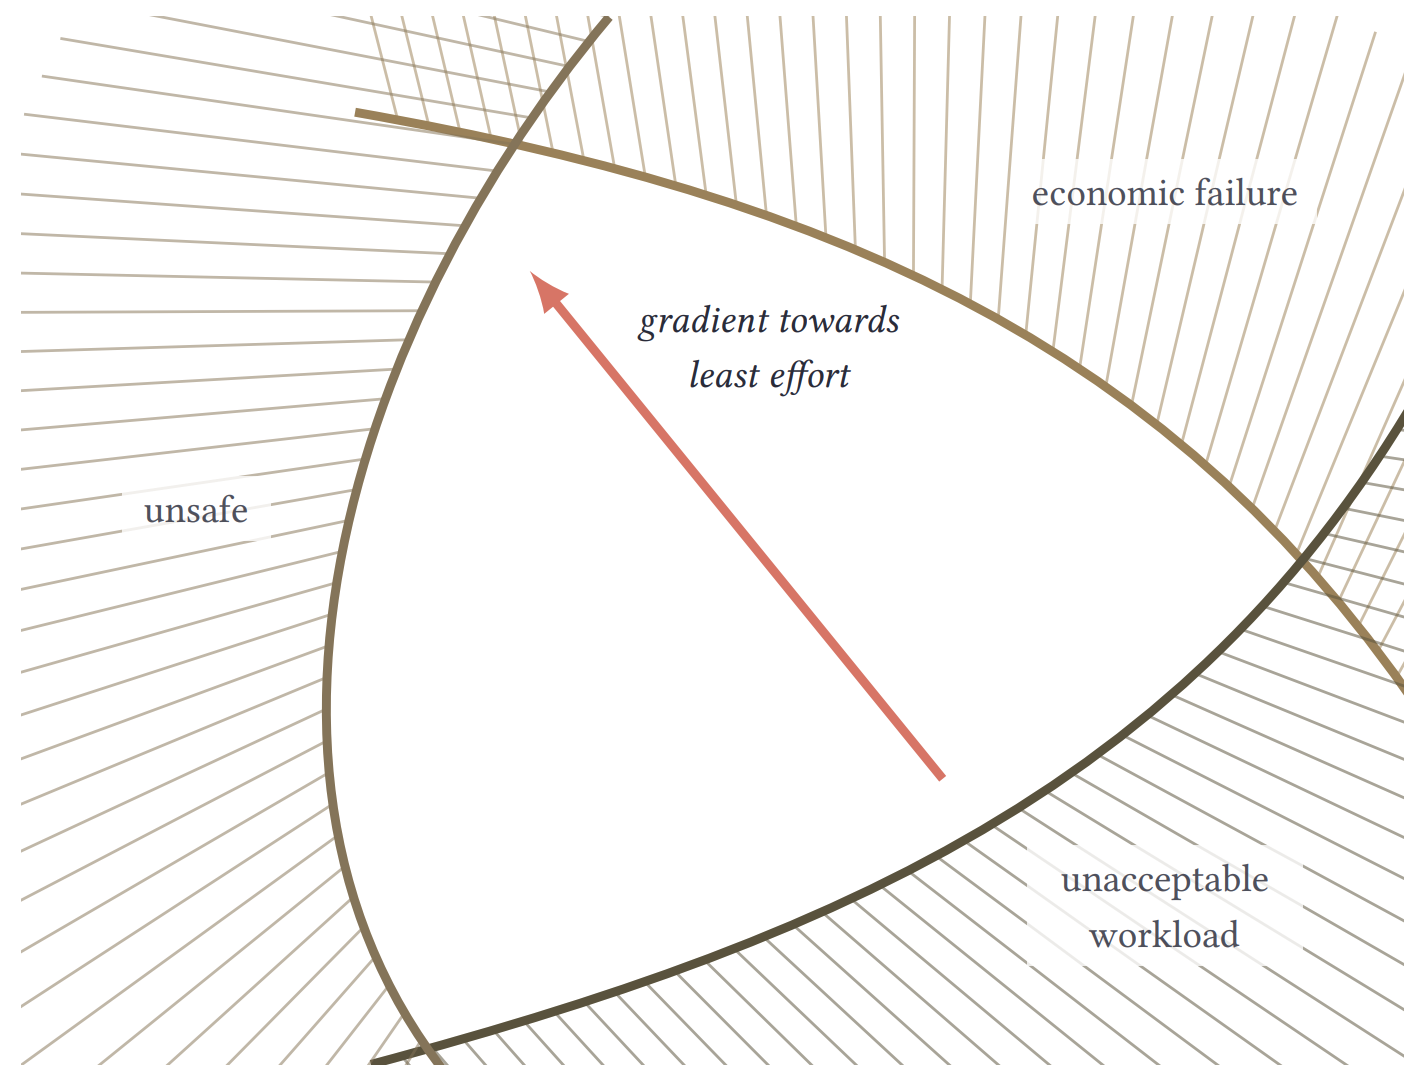 economic failure
gradient towards
least effort
unsafe
unacceptable
workload